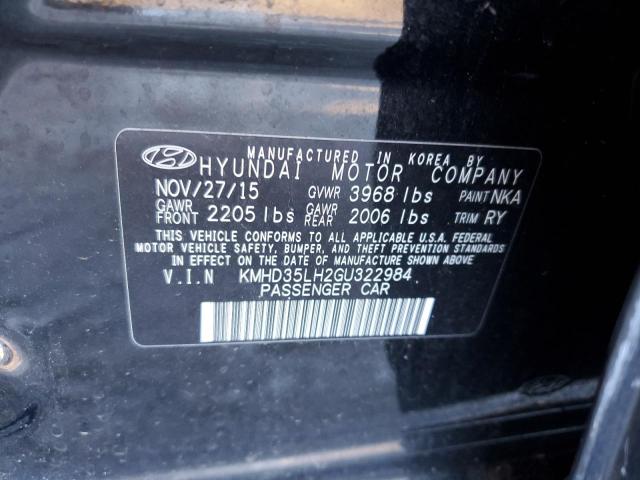 MANUFACTURED IN KOREA BY
HYUNDAI MOTOR COMPANY
NOV/27/15 GVWR 3968 lbs PAINT NKA
GAWR FRONT 2205 lbs GAWR REAR 2006 lbs TRIM RY
THIS VEHICLE CONFORMS TO ALL APPLICABLE U.S.A. FEDERAL
MOTOR VEHICLE SAFETY, BUMPER, AND THEFT PREVENTION STANDARDS
IN EFFECT ON THE DATE OF MANUFACTURE SHOWN ABOVE.
V.I.N KMHD35LH2GU322984
PASSENGER CAR